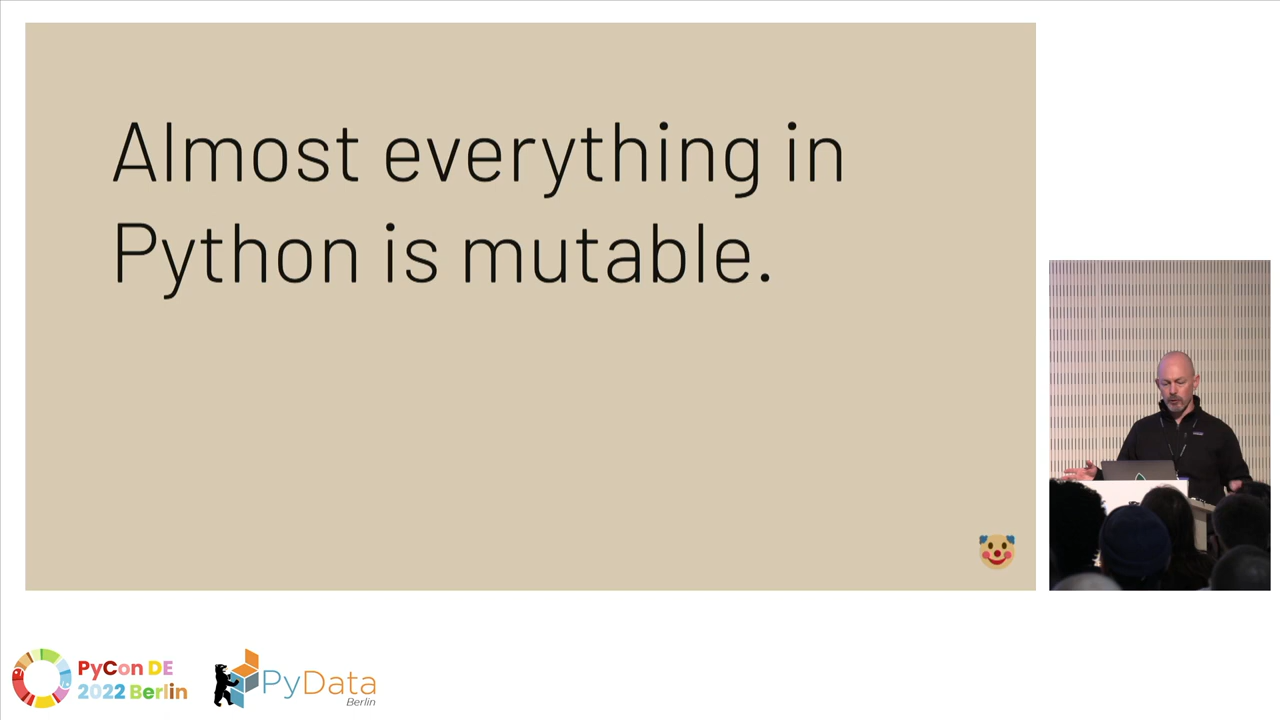 Almost everything in
Python is mutable.
PyCon DE
2022 Berlin
PyData
Berlin